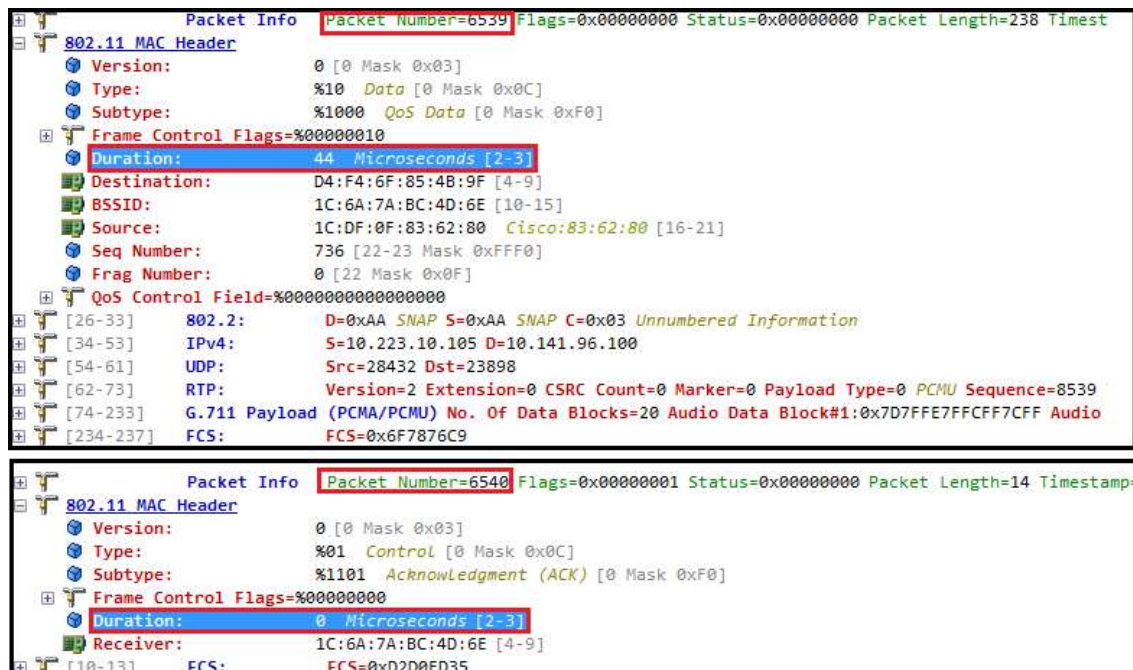 Packet Info Packet Number=6539 Flags=0x00000000 Status=0x00000000 Packet Length=238 Timest
802.11 MAC Header
Version: 0 [0 Mask 0x03]
Type: %10 Data [0 Mask 0x0C]
Subtype: %1000 QoS Data [0 Mask 0xF0]
Frame Control Flags=%00000010
Duration: 44 Microseconds [2-3]
Destination: D4:F4:6F:85:4B:9F [4-9]
BSSID: 1C:6A:7A:BC:4D:6E [10-15]
Source: 1C:DF:0F:83:62:80 Cisco:83:62:80 [16-21]
Seq Number: 736 [22-23 Mask 0xFFF0]
Frag Number: 0 [22 Mask 0x0F]
QoS Control Field=%0000000000000000
[26-33] 802.2: D=0xAA SNAP S=0xAA SNAP C=0x03 Unnumbered Information
[34-53] IPv4: S=10.223.10.105 D=10.141.96.100
[54-61] UDP: Src=28432 Dst=23898
[62-73] RTP: Version=2 Extension=0 CSRC Count=0 Marker=0 Payload Type=0 PCMU Sequence=8539
[74-233] G.711 Payload (PCMA/PCMU) No. Of Data Blocks=20 Audio Data Block#1:0x7D7FFE7FFCFF7CFF Audio
[234-237] FCS: FCS=0x6F7876C9
Packet Info Packet Number=6540 Flags=0x00000001 Status=0x00000000 Packet Length=14 Timestamp=
802.11 MAC Header
Version: 0 [0 Mask 0x03]
Type: %01 Control [0 Mask 0x0C]
Subtype: %1101 Acknowledgment (ACK) [0 Mask 0xF0]
Frame Control Flags=%00000000
Duration: 0 Microseconds [2-3]
Receiver: 1C:6A:7A:BC:4D:6E [4-9]
[10-13] FCS: FCS=0xD2D0ED35